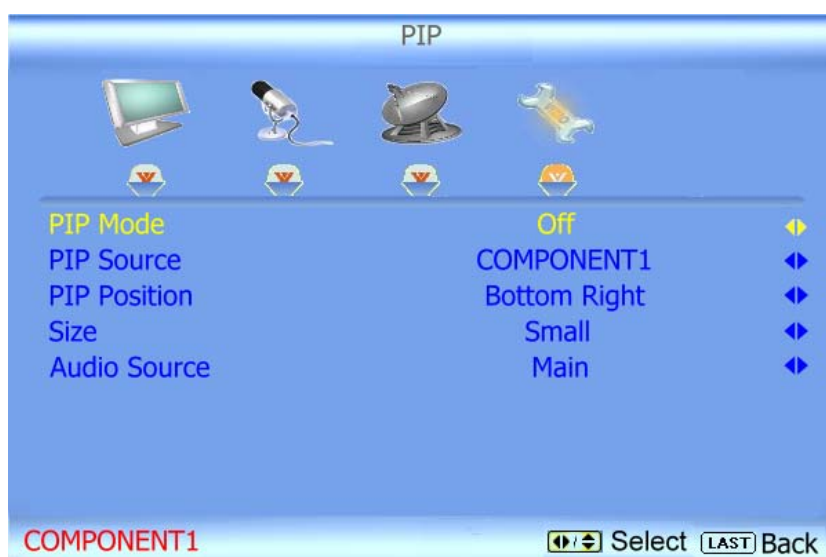 PIP
PIP Mode Off
PIP Source COMPONENT1
PIP Position Bottom Right
Size Small
Audio Source Main
COMPONENT1 Select LAST Back